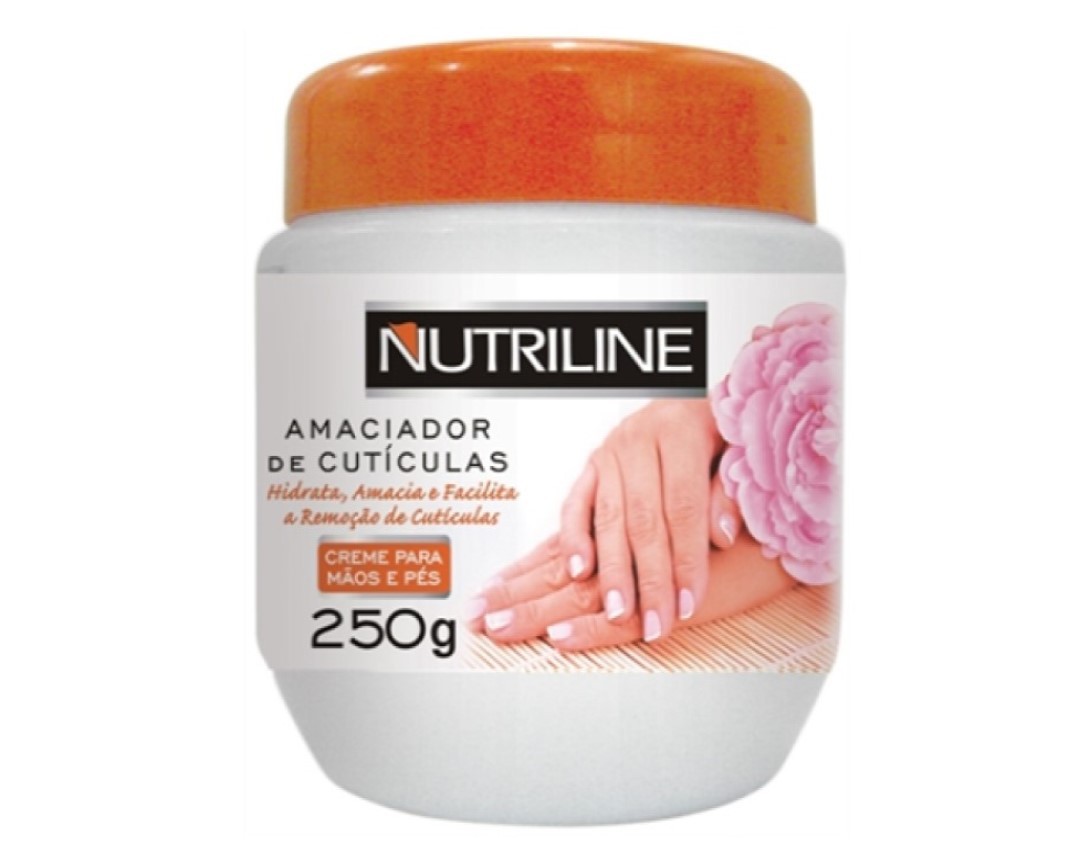 NUTRILINE
AMACIADOR
DE CUTÍCULAS
Hidrata, Amacia e Facilita
a Remoção de Cutículas
CREME PARA
MÃOS E PÉS
250g